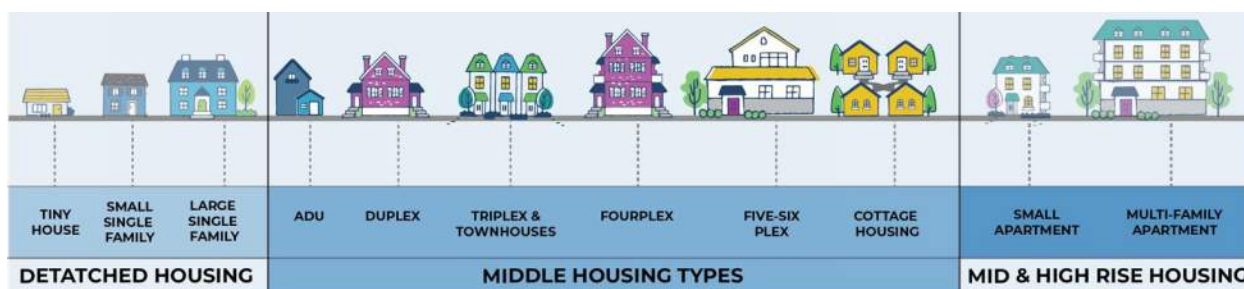 TINY
HOUSE
SMALL
SINGLE
FAMILY
LARGE
SINGLE
FAMILY
ADU
DUPLEX
TRIPLEX &
TOWNHOUSES
FOURPLEX
FIVE-SIX
PLEX
COTTAGE
HOUSING
SMALL
APARTMENT
MULTI-FAMILY
APARTMENT
DETATCHED HOUSING
MIDDLE HOUSING TYPES
MID & HIGH RISE HOUSING